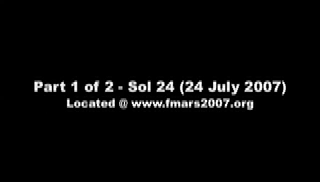 Part 1 of 2 - Sol 24 (24 July 2007)
Located @ www.fmars2007.org